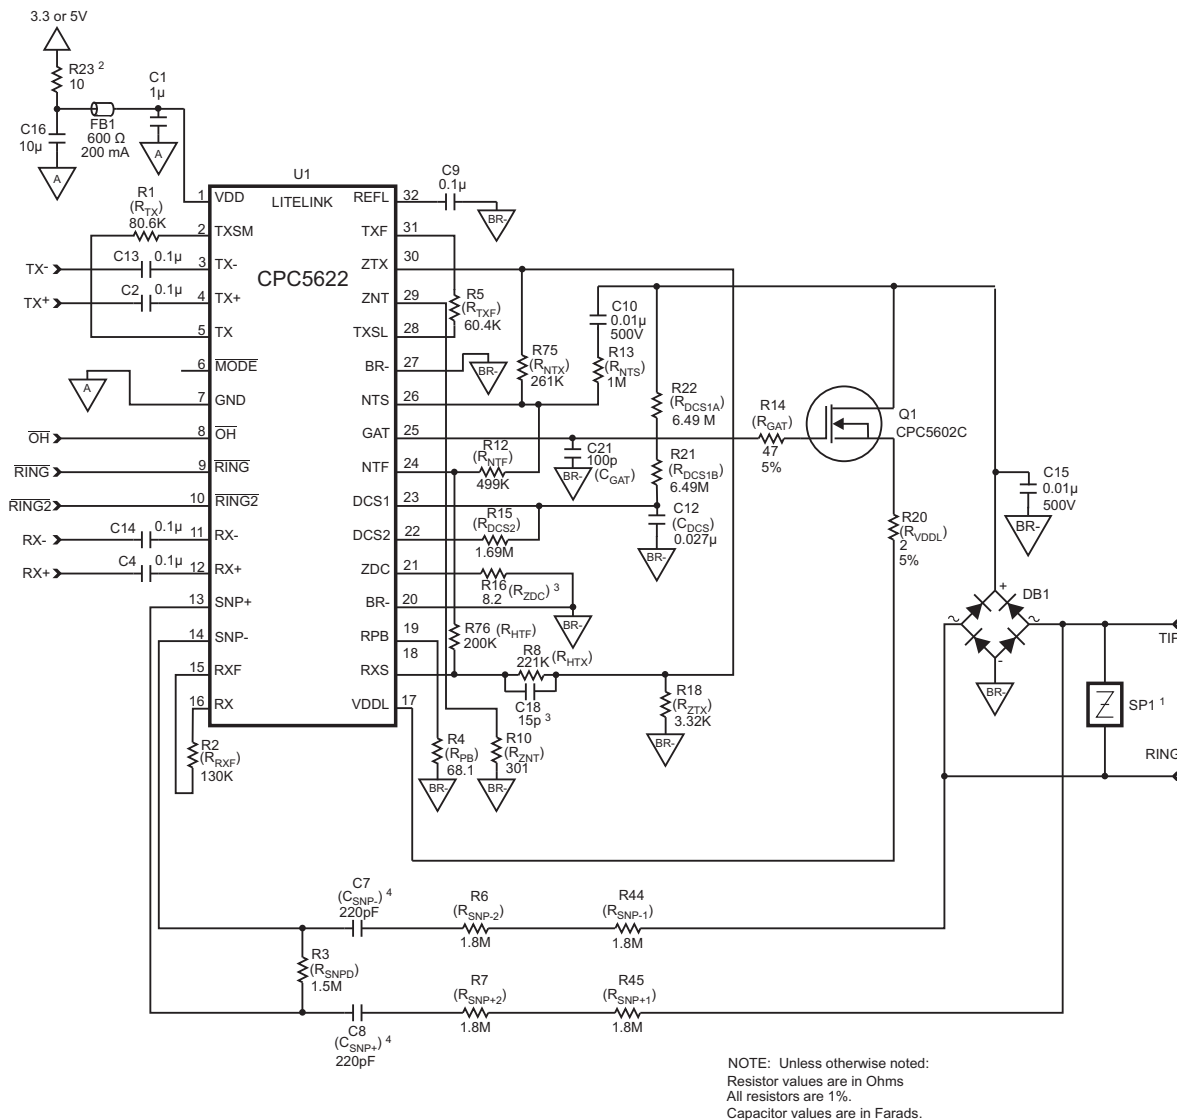 3.3 or 5V
R23 2
10
C1
1µ
C16
10µ
FB1
600 Ω
200 mA
A
A
R1
(RTX)
80.6K
C13
0.1µ
TX-
C2
0.1µ
TX+
A
OH
RING
RING2
RX-
C14
0.1µ
RX+
C4
0.1µ
U1
LITELINK
CPC5622
1
VDD
2
TXSM
3
TX-
4
TX+
5
TX
6
MODE
7
GND
8
OH
9
RING
10
RING2
11
RX-
12
RX+
13
SNP+
14
SNP-
15
RXF
16
RX
REFL
32
TXF
31
ZTX
30
ZNT
29
TXSL
28
BR-
27
NTS
26
GAT
25
NTF
24
DCS1
23
DCS2
22
ZDC
21
BR-
20
RPB
19
RXS
18
VDDL
17
R2
(RRXF)
130K
C9
0.1µ
BR-
R5
(RTXF)
60.4K
BR-
R75
(RNTX)
261K
C10
0.01µ
500V
R13
(RNTS)
1M
R22
(RDCS1A)
6.49 M
R14
(RGAT)
47
5%
Q1
CPC5602C
R12
(RNTF)
499K
C21
100p
(CGAT)
BR-
R21
(RDCS1B)
6.49M
R15
(RDCS2)
1.69M
C12
(CDCS)
0.027µ
BR-
C15
0.01µ
500V
BR-
R20
(RVDDL)
2
5%
R16
(RZDC) 3
8.2
BR-
R76
(RHTF)
200K
R8
221K
(RHTX)
C18
15p 3
R18
(RZTX)
3.32K
BR-
R4
(RPB)
68.1
BR-
R10
(RZNT)
301
BR-
+
DB1
~
~
-
BR-
TIP
SP1 1
RING
C7
(CSNP-) 4
220pF
R6
(RSNP-2)
1.8M
R44
(RSNP-1)
1.8M
R3
(RSNPD)
1.5M
C8
(CSNP+) 4
220pF
R7
(RSNP+2)
1.8M
R45
(RSNP+1)
1.8M
NOTE: Unless otherwise noted:
Resistor values are in Ohms
All resistors are 1%.
Capacitor values are in Farads.